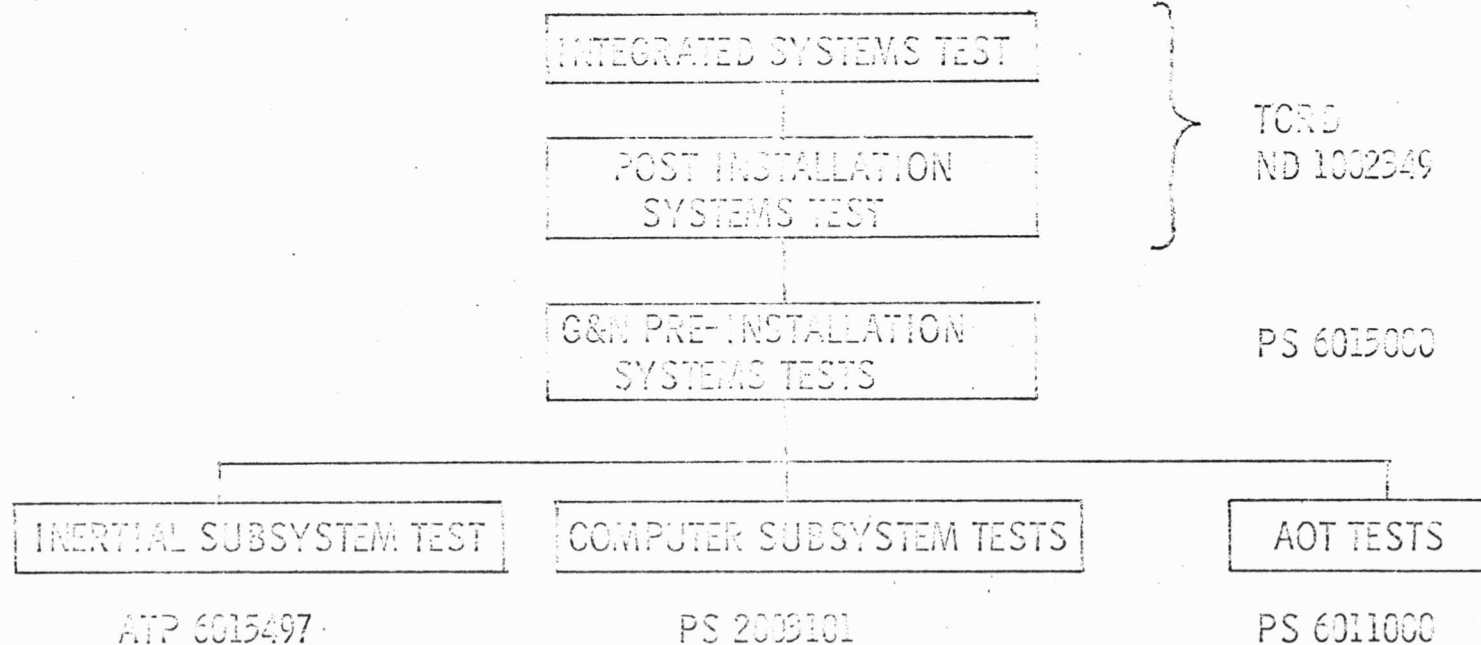 INTEGRATED SYSTEMS TEST
POST INSTALLATION
SYSTEMS TEST
TCRD
ND 1002349
G&N PRE-INSTALLATION
SYSTEMS TESTS
PS 6015000
INERTIAL SUBSYSTEM TEST
COMPUTER SUBSYSTEM TESTS
AOT TESTS
ATP 6015497
PS 2003101
PS 6011000